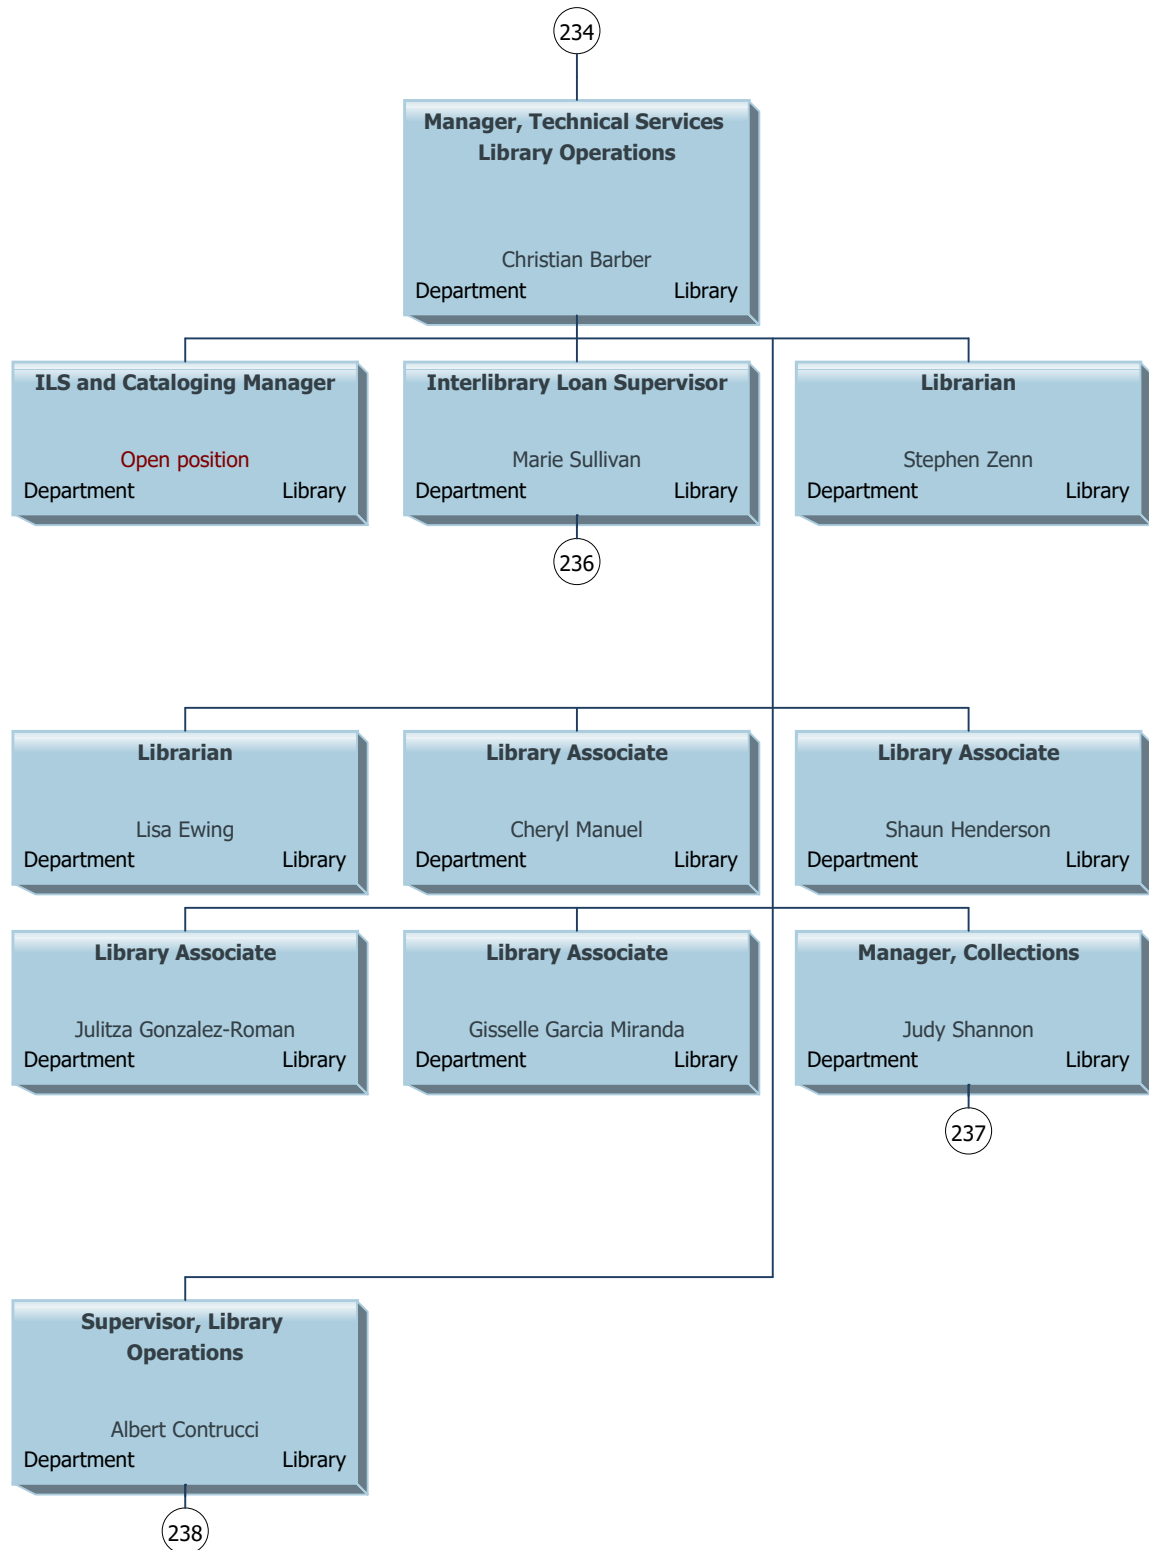 234
Manager, Technical Services
Library Operations
Christian Barber
Department Library
ILS and Cataloging Manager
Open position
Department Library
Interlibrary Loan Supervisor
Marie Sullivan
Department Library
236
Librarian
Stephen Zenn
Department Library
Librarian
Lisa Ewing
Department Library
Library Associate
Cheryl Manuel
Department Library
Library Associate
Shaun Henderson
Department Library
Library Associate
Julitza Gonzalez-Roman
Department Library
Library Associate
Gisselle Garcia Miranda
Department Library
Manager, Collections
Judy Shannon
Department Library
237
Supervisor, Library
Operations
Albert Contrucci
Department Library
238